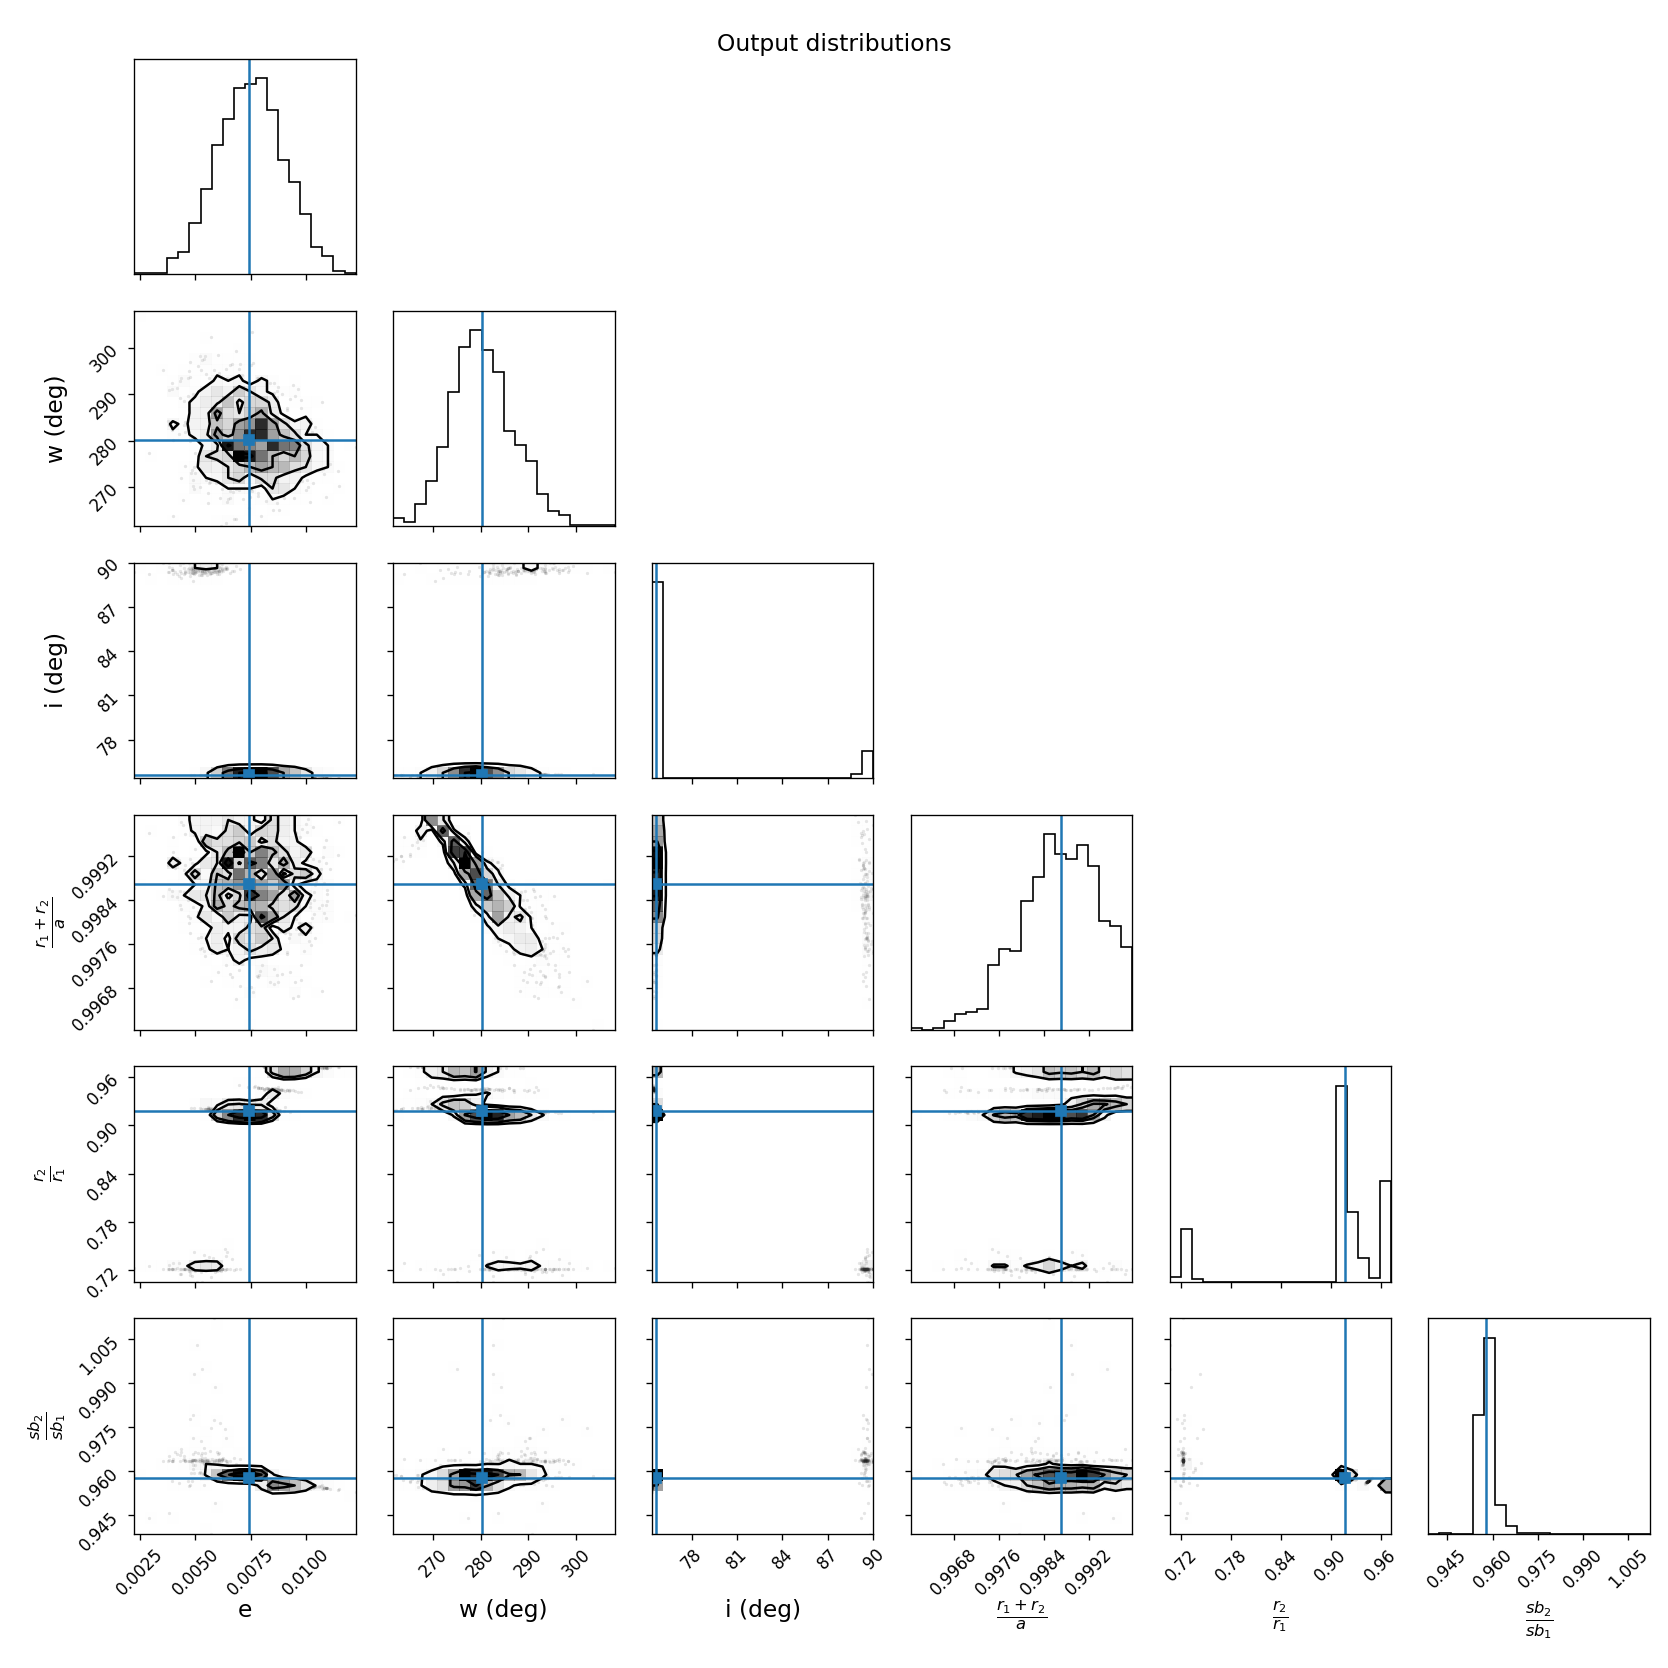 Output distributions
w (deg)
300
290
280
270
i (deg)
90
87
84
81
78
r₁ + r₂
a
0.9992
0.9984
0.9976
0.9968
r₂
r₁
0.96
0.90
0.84
0.78
0.72
sb₂
sb₁
1.005
0.990
0.975
0.960
0.945
0.0025 0.0050 0.0075 0.0100
270 280 290 300
78 81 84 87 90
0.9968 0.9976 0.9984 0.9992
0.72 0.78 0.84 0.90 0.96
0.945 0.960 0.975 0.990 1.005
e
w (deg)
i (deg)
r₁ + r₂
a
r₂
r₁
sb₂
sb₁